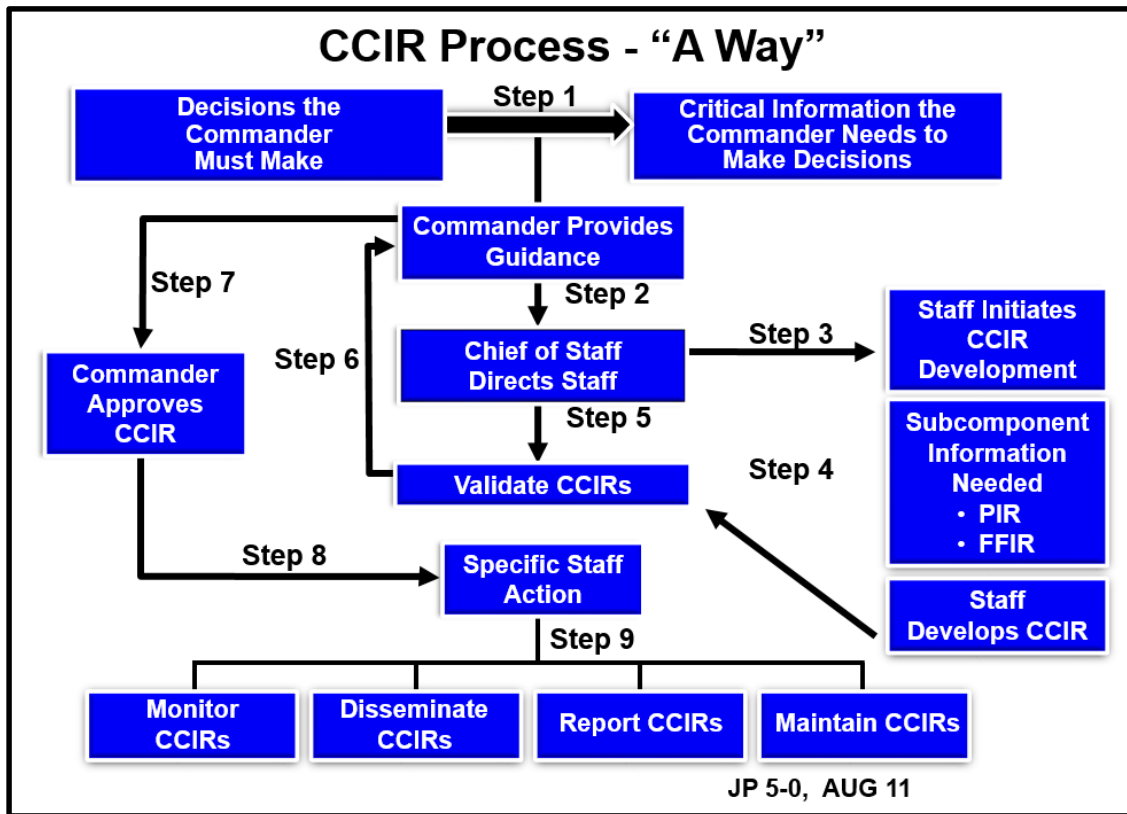 CCIR Process - “A Way”
Step 1
Decisions the
Commander
Must Make
Critical Information the
Commander Needs to
Make Decisions
Commander Provides
Guidance
Step 7
Step 2
Step 6
Chief of Staff
Directs Staff
Step 3
Staff Initiates
CCIR
Development
Commander
Approves
CCIR
Step 5
Subcomponent
Information
Needed
• PIR
• FFIR
Step 4
Validate CCIRs
Step 8
Specific Staff
Action
Staff
Develops CCIR
Step 9
Monitor
CCIRs
Disseminate
CCIRs
Report CCIRs
Maintain CCIRs
JP 5-0, AUG 11